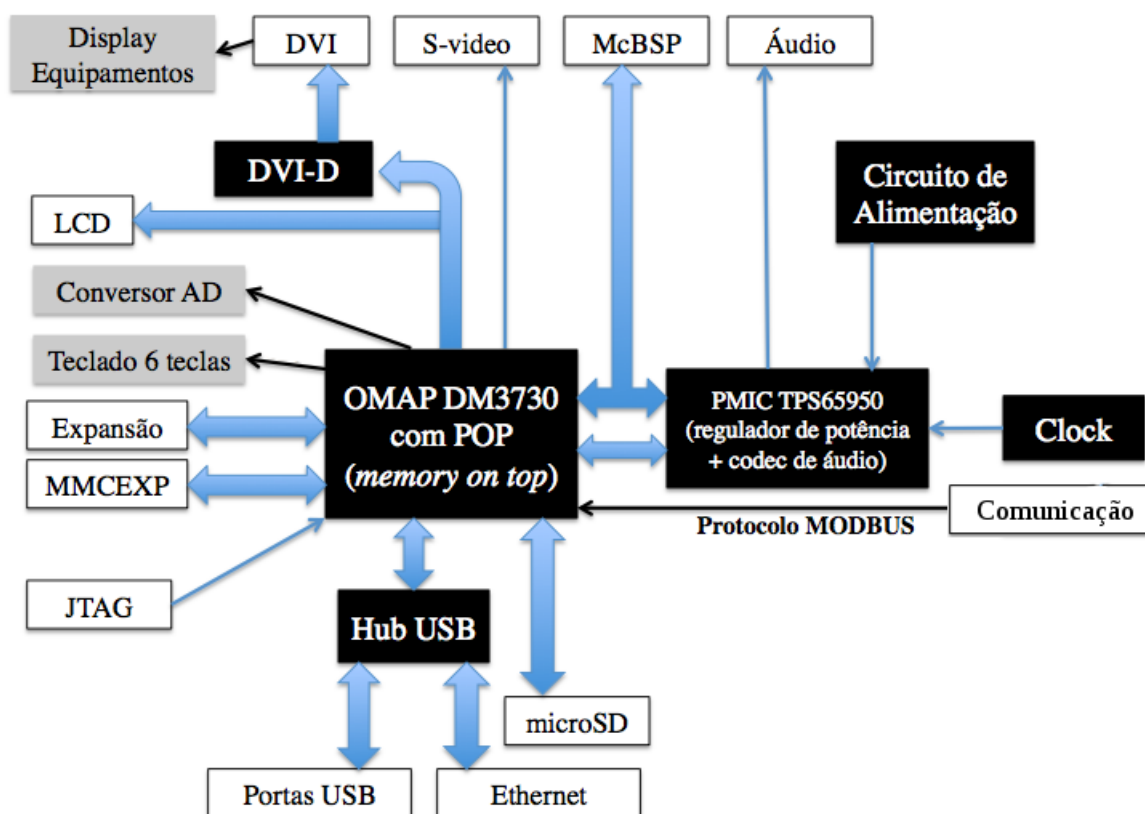 Display
Equipamentos
DVI
S-video
McBSP
Áudio
DVI-D
Circuito de
Alimentação
LCD
Conversor AD
Teclado 6 teclas
OMAP DM3730
com POP
(memory on top)
PMIC TPS65950
(regulador de potência
+ codec de áudio)
Clock
Expansão
MMCEXP
Comunicação
Protocolo MODBUS
JTAG
Hub USB
microSD
Portas USB
Ethernet